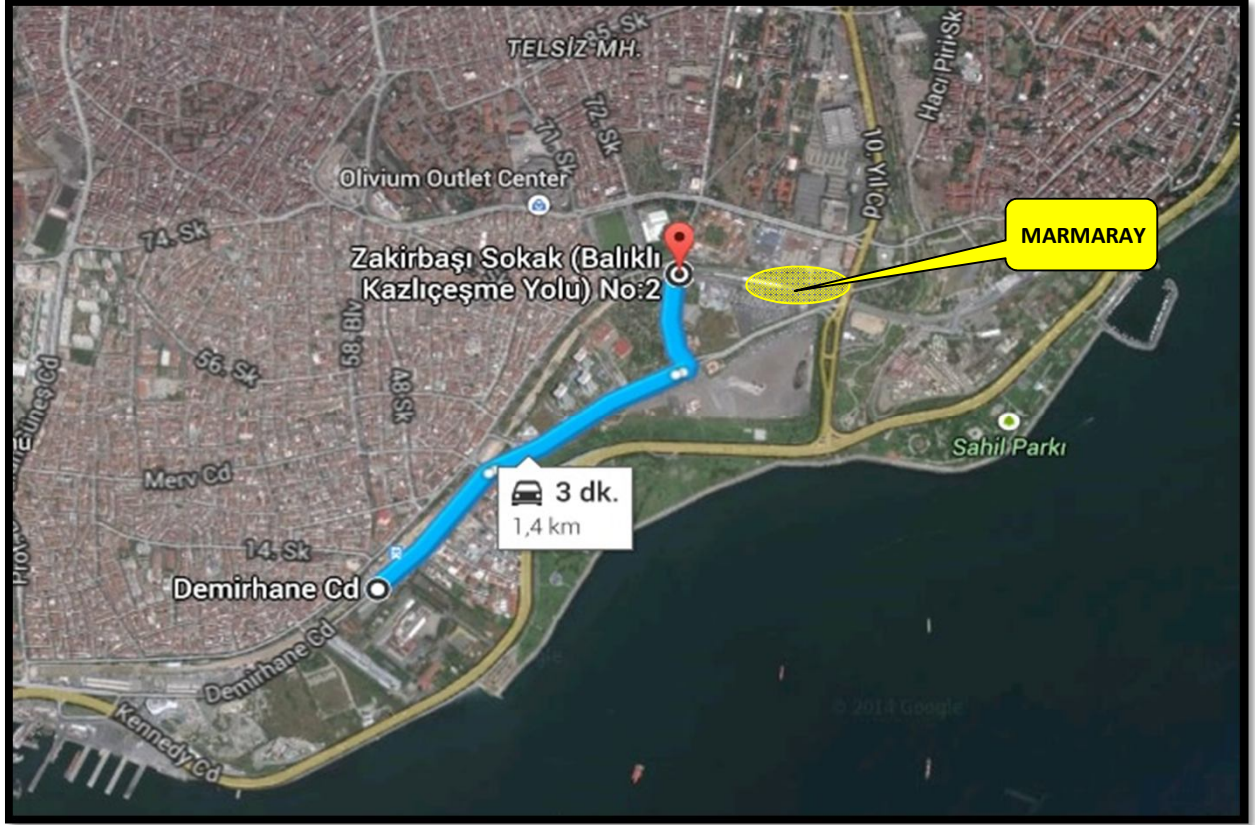 85. Sk
TELSİZ MH.
Hacı Piri Sk
72. Sk
71. Sk
10. Yıl Cd
Olivium Outlet Center
MARMARAY
74. Sk
Zakirbaşı Sokak (Balıklı
Kazlıçeşme Yolu) No:2
58. Blv
56. Sk
48 Sk
Sahil Parkı
Merv Cd
3 dk.
1,4 km
14. Sk
Demirhane Cd
Demirhane Cd
Kennedy Cd
© 2014 Google